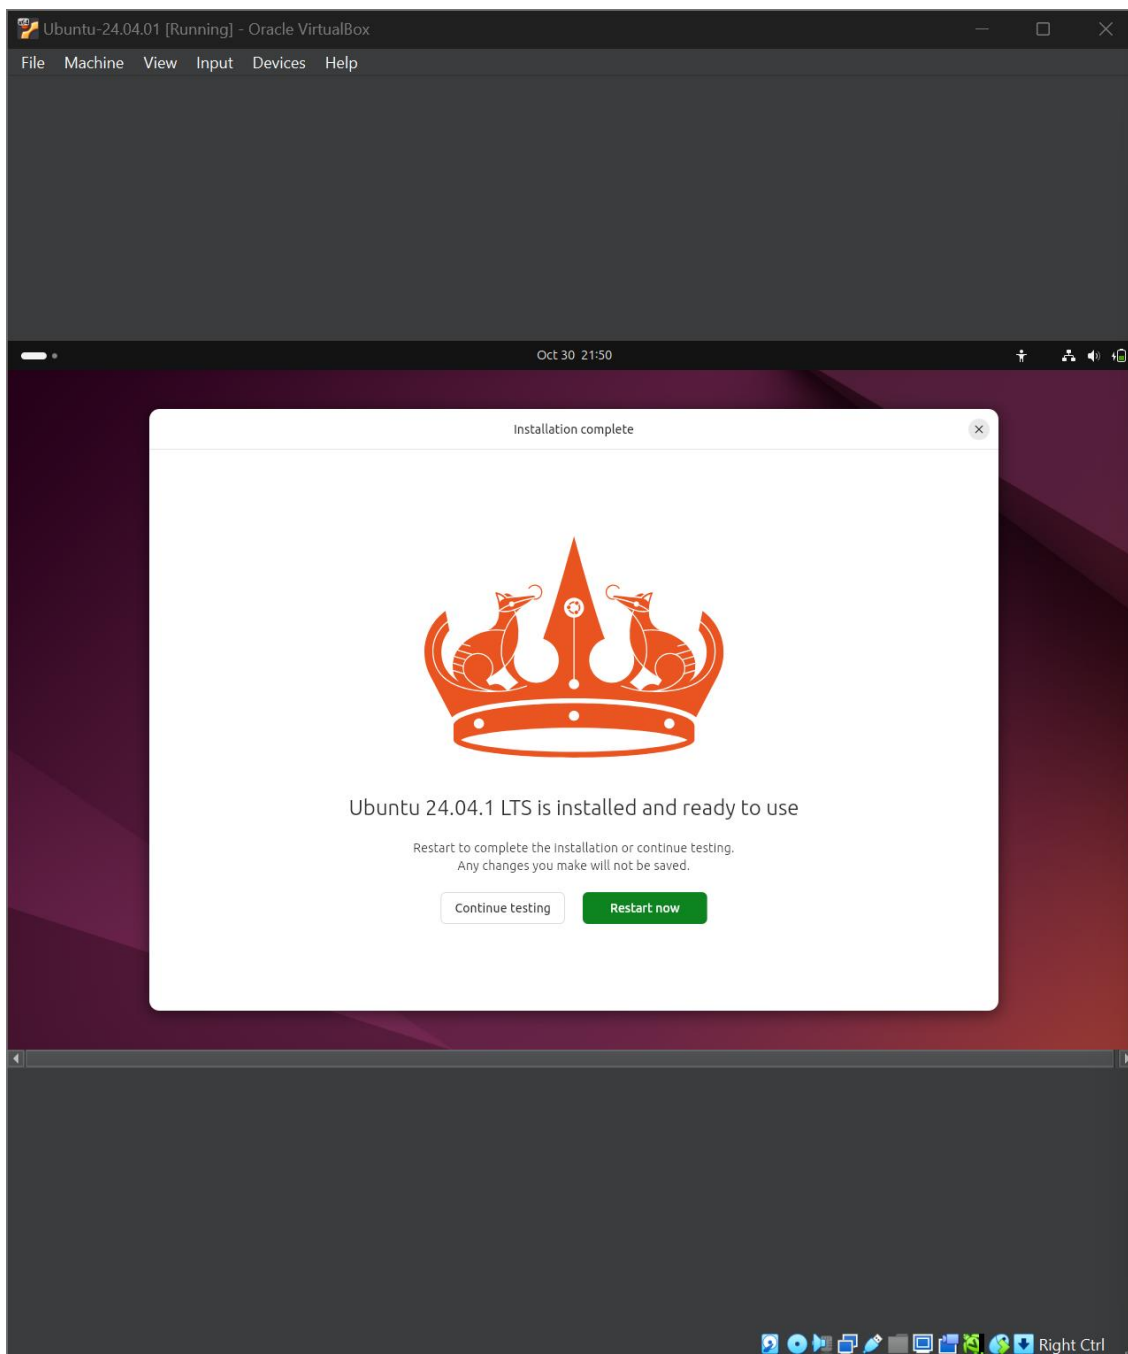 Ubuntu-24.04.01 [Running] - Oracle VirtualBox
File Machine View Input Devices Help
Oct 30 21:50
Installation complete
Ubuntu 24.04.1 LTS is installed and ready to use
Restart to complete the installation or continue testing.
Any changes you make will not be saved.
Continue testing Restart now
Right Ctrl